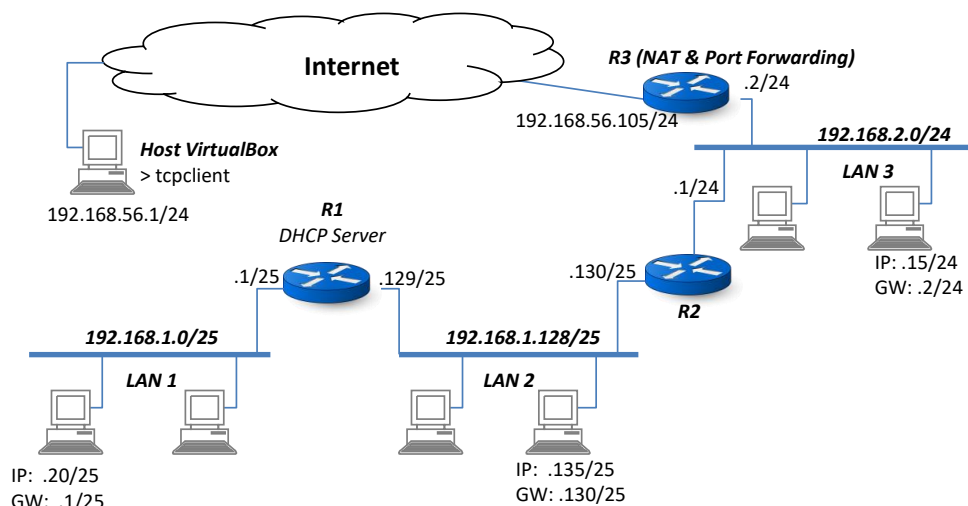 Internet
R3 (NAT & Port Forwarding)
.2/24
192.168.56.105/24
192.168.2.0/24
LAN 3
Host VirtualBox
> tcpclient
192.168.56.1/24
.1/24
R1
DHCP Server
IP: .15/24
GW: .2/24
.1/25
.129/25
.130/25
R2
192.168.1.0/25
LAN 1
192.168.1.128/25
LAN 2
IP: .20/25
GW: .1/25
IP: .135/25
GW: .130/25